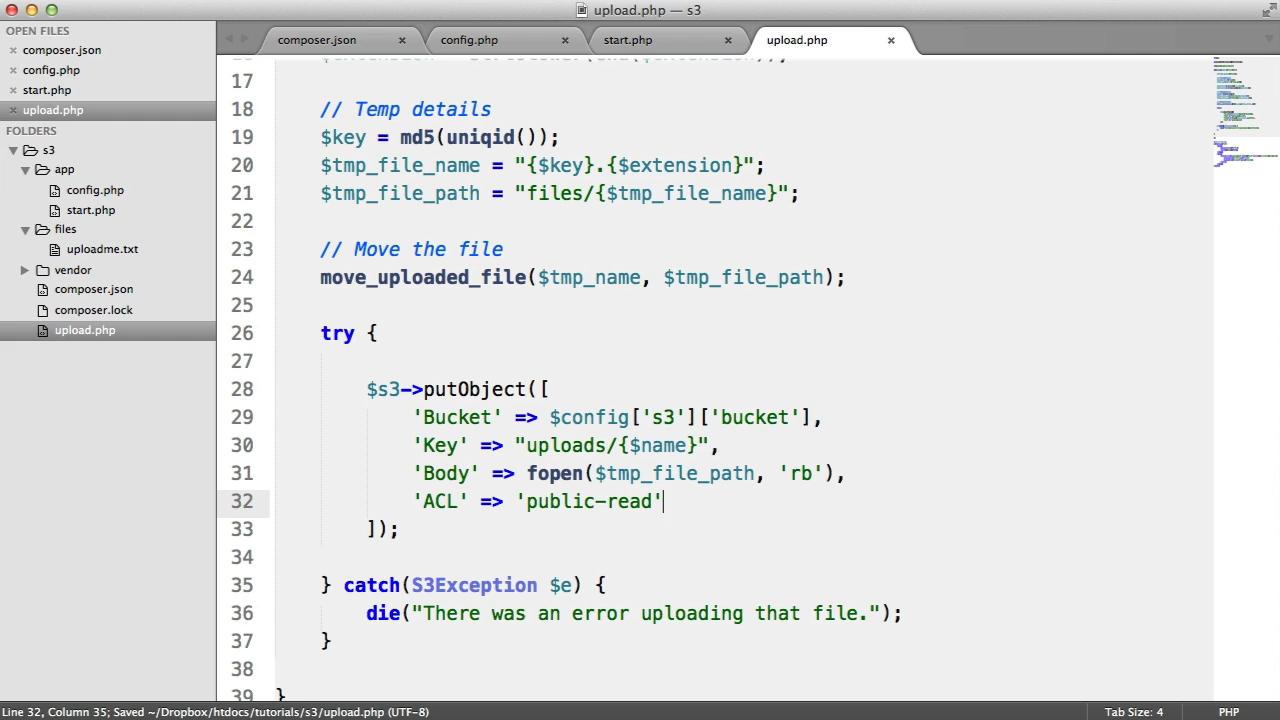 upload.php — s3
OPEN FILES
composer.json
config.php
start.php
upload.php
FOLDERS
s3
app
config.php
start.php
files
uploadme.txt
vendor
composer.json
composer.lock
upload.php
composer.json
config.php
start.php
upload.php
17
18 // Temp details
19 $key = md5(uniqid());
20 $tmp_file_name = "{$key}.{$extension}";
21 $tmp_file_path = "files/{$tmp_file_name}";
22
23 // Move the file
24 move_uploaded_file($tmp_name, $tmp_file_path);
25
26 try {
27
28 $s3->putObject([
29 'Bucket' => $config['s3']['bucket'],
30 'Key' => "uploads/{$name}",
31 'Body' => fopen($tmp_file_path, 'rb'),
32 'ACL' => 'public-read'
33 ]);
34
35 } catch(S3Exception $e) {
36 die("There was an error uploading that file.");
37 }
38
39 }
Line 32, Column 35; Saved ~/Dropbox/htdocs/tutorials/s3/upload.php (UTF-8)
Tab Size: 4
PHP